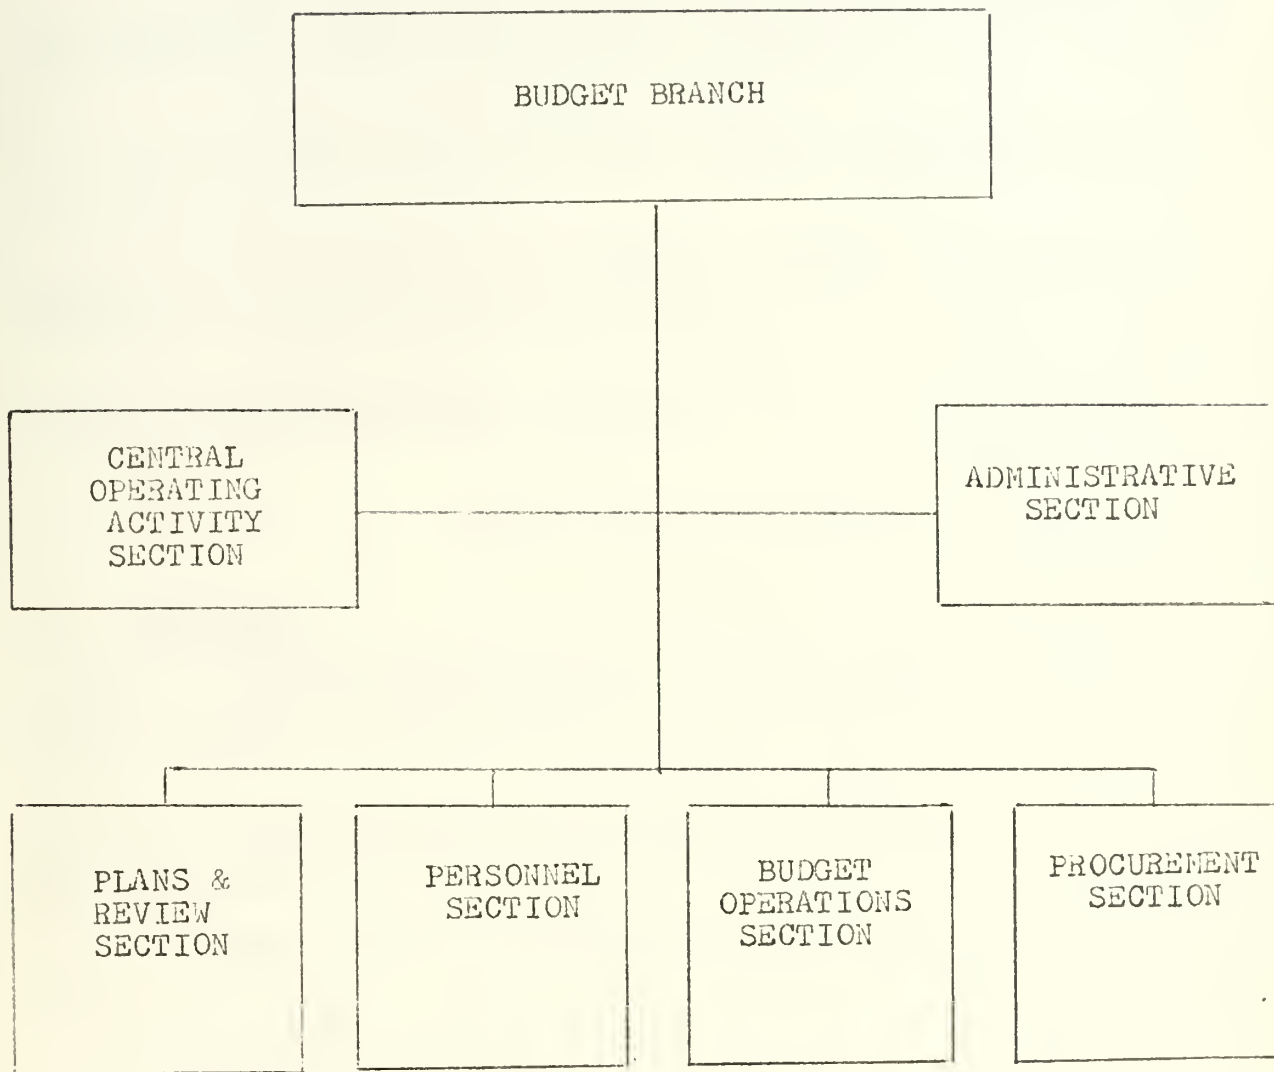 BUDGET BRANCH
CENTRAL
OPERATING
ACTIVITY
SECTION
ADMINISTRATIVE
SECTION
PLANS &
REVIEW
SECTION
PERSONNEL
SECTION
BUDGET
OPERATIONS
SECTION
PROCUREMENT
SECTION